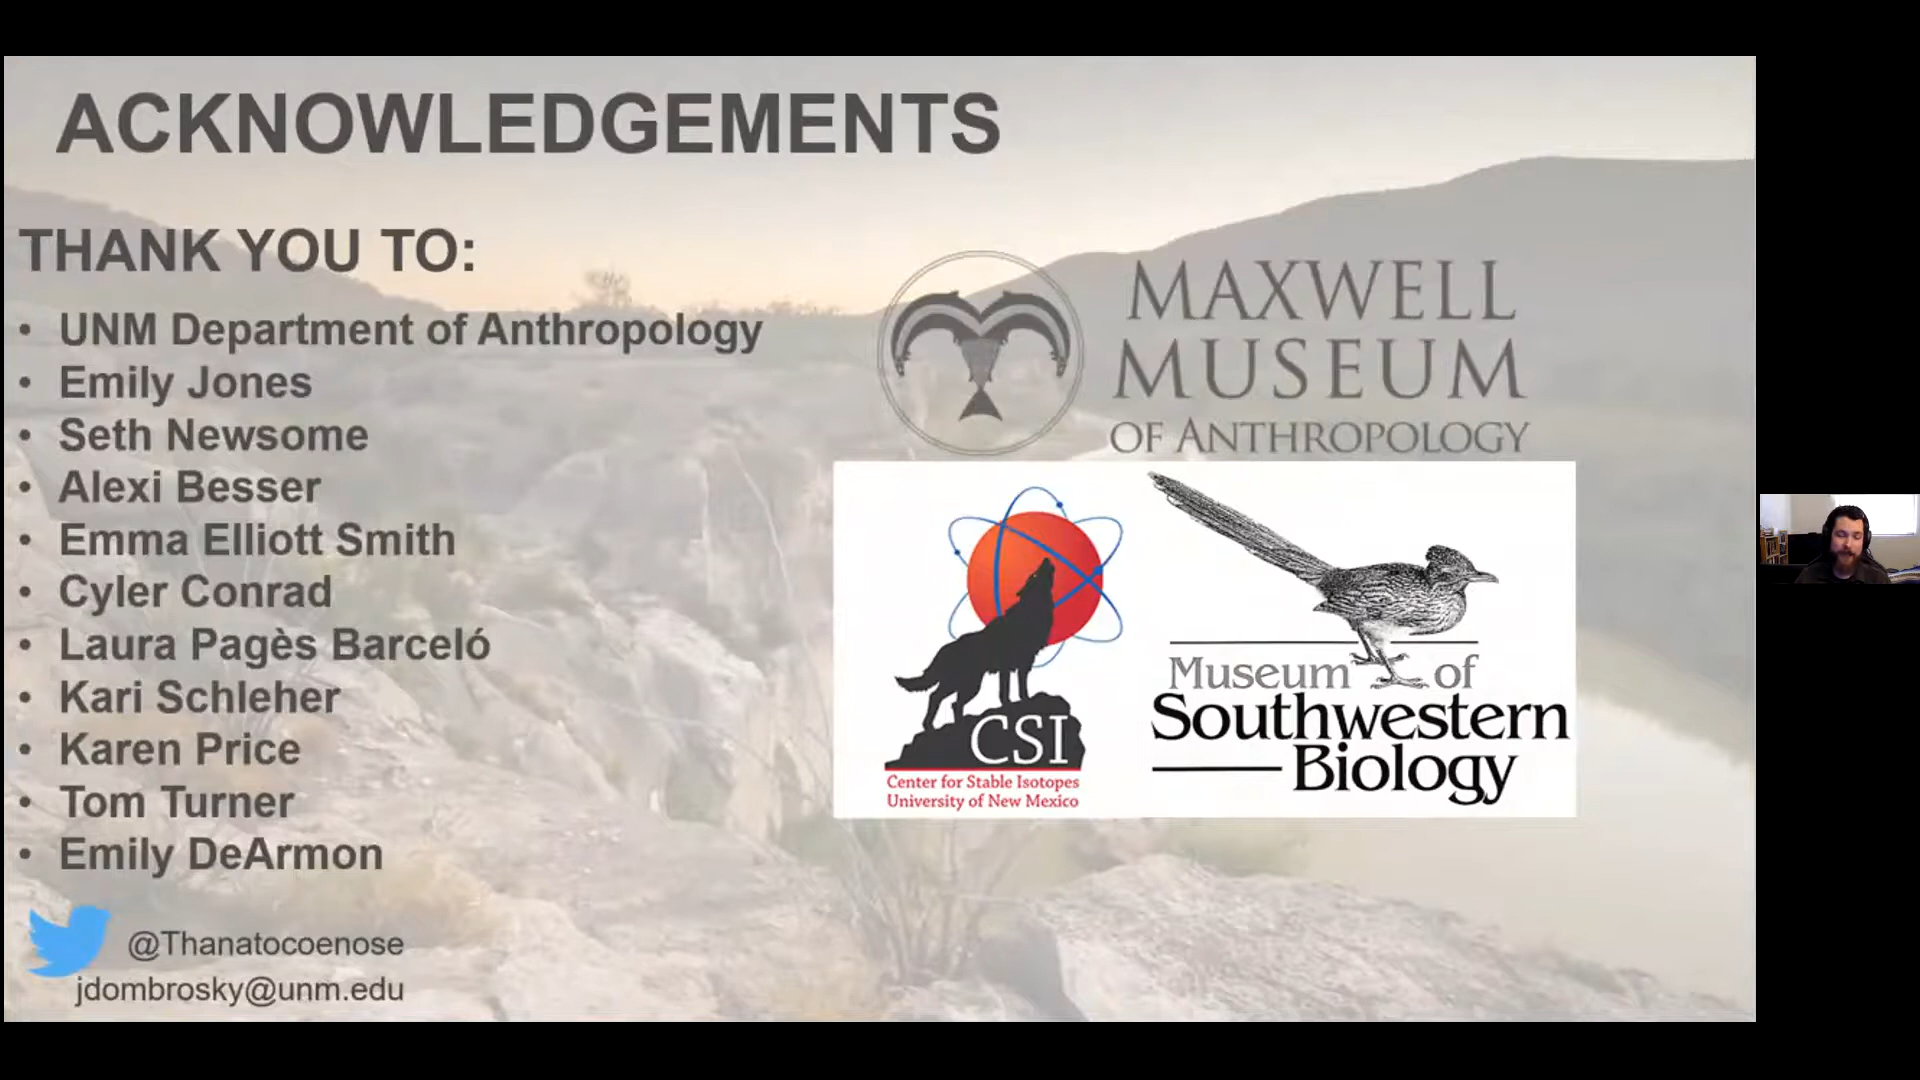 ACKNOWLEDGEMENTS
THANK YOU TO:
• UNM Department of Anthropology
• Emily Jones
• Seth Newsome
• Alexi Besser
• Emma Elliott Smith
• Cyler Conrad
• Laura Pagès Barceló
• Kari Schleher
• Karen Price
• Tom Turner
• Emily DeArmon
@Thanatocoenose
jdombrosky@unm.edu
MAXWELL
MUSEUM
OF ANTHROPOLOGY
CSI
Center for Stable Isotopes
University of New Mexico
Museum of
Southwestern
Biology